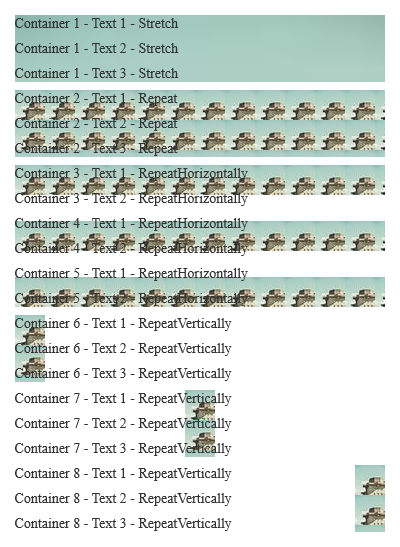 Container 1 - Text 1 - Stretch
Container 1 - Text 2 - Stretch
Container 1 - Text 3 - Stretch
Container 2 - Text 1 - Repeat
Container 2 - Text 2 - Repeat
Container 2 - Text 3 - Repeat
Container 3 - Text 1 - RepeatHorizontally
Container 3 - Text 2 - RepeatHorizontally
Container 4 - Text 1 - RepeatHorizontally
Container 4 - Text 2 - RepeatHorizontally
Container 5 - Text 1 - RepeatHorizontally
Container 5 - Text 2 - RepeatHorizontally
Container 6 - Text 1 - RepeatVertically
Container 6 - Text 2 - RepeatVertically
Container 6 - Text 3 - RepeatVertically
Container 7 - Text 1 - RepeatVertically
Container 7 - Text 2 - RepeatVertically
Container 7 - Text 3 - RepeatVertically
Container 8 - Text 1 - RepeatVertically
Container 8 - Text 2 - RepeatVertically
Container 8 - Text 3 - RepeatVertically